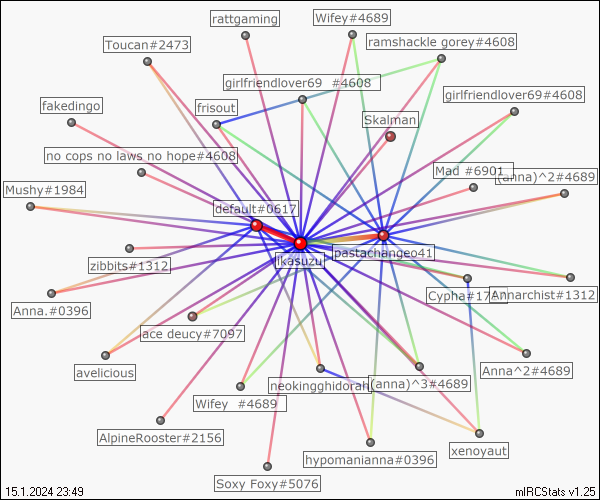 rattgaming
Wifey#4689
Toucan#2473
ramshackle gorey#4608
girlfriendlover69 #4608
girlfriendlover69#4608
fakedingo
frisout
Skalman
no cops no laws no hope#4608
Mad #6901
(anna)^2#4689
Mushy#1984
default#0617
pastachangeo41
ikasuzu
zibbits#1312
Cypha#17
Annarchist#1312
Anna.#0396
ace deucy#7097
avelicious
Anna^2#4689
neokingghidorah
(anna)^3#4689
Wifey #4689
AlpineRooster#2156
xenoyaut
hypomanianna#0396
Soxy Foxy#5076
15.1.2024 23:49
mIRCStats v1.25